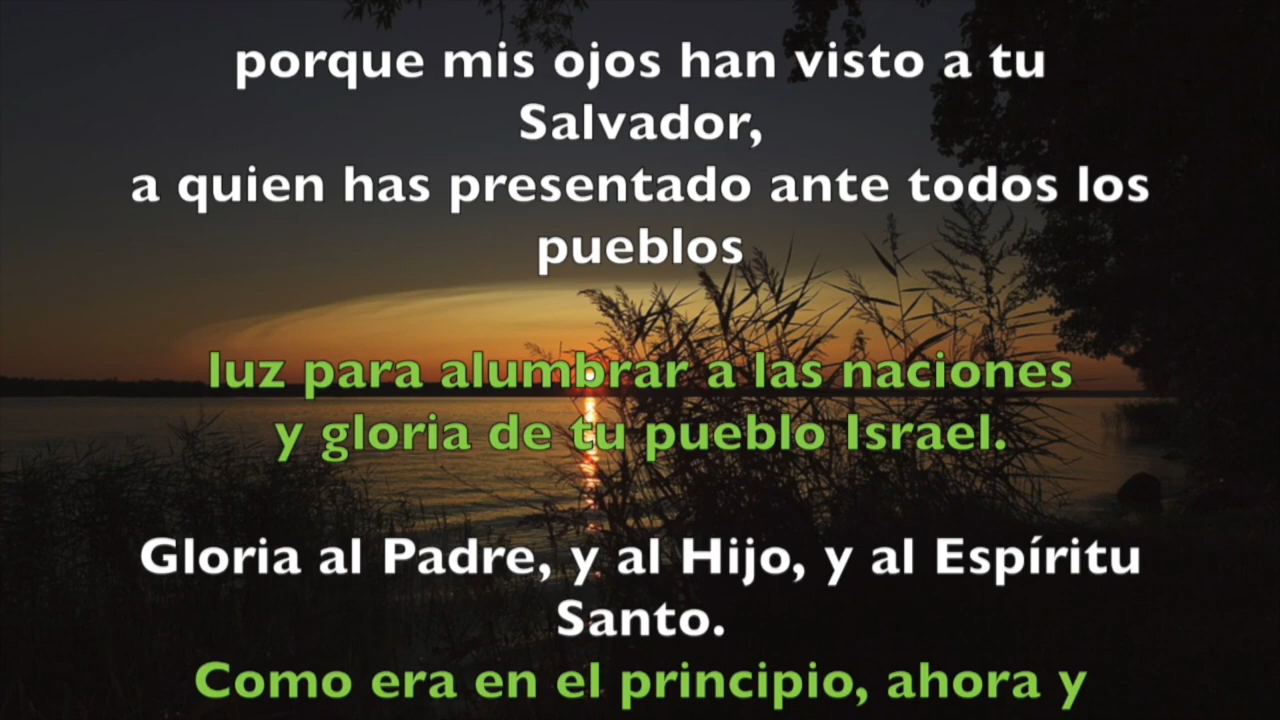 porque mis ojos han visto a tu
Salvador,
a quien has presentado ante todos los
pueblos
luz para alumbrar a las naciones
y gloria de tu pueblo Israel.
Gloria al Padre, y al Hijo, y al Espíritu
Santo.
Como era en el principio, ahora y